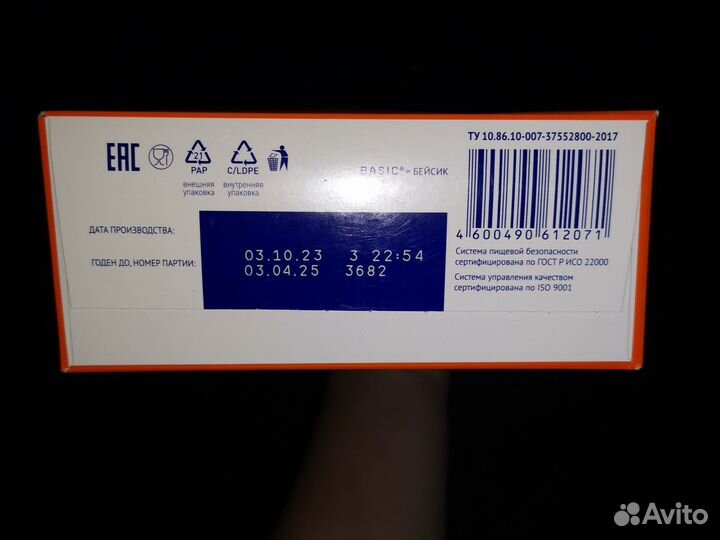 ТУ 10.86.10-007-37552800-2017
EAC
21
PAP
C/LDPE
внешняя упаковка
внутренняя упаковка
BASIC® - БЕЙСИК
4 600490 612071
ДАТА ПРОИЗВОДСТВА:
03.10.23 3 22:54
ГОДЕН ДО, НОМЕР ПАРТИИ:
03.04.25 3682
Система пищевой безопасности
сертифицирована по ГОСТ Р ИСО 22000
Система управления качеством
сертифицирована по ISO 9001
Avito